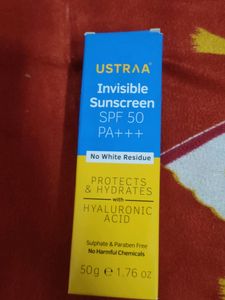 USTRAA
Invisible
Sunscreen
SPF 50
PA+++
No White Residue
PROTECTS
& HYDRATES
with
HYALURONIC
ACID
Sulphate & Paraben Free
No Harmful Chemicals
50g e 1.76 oz